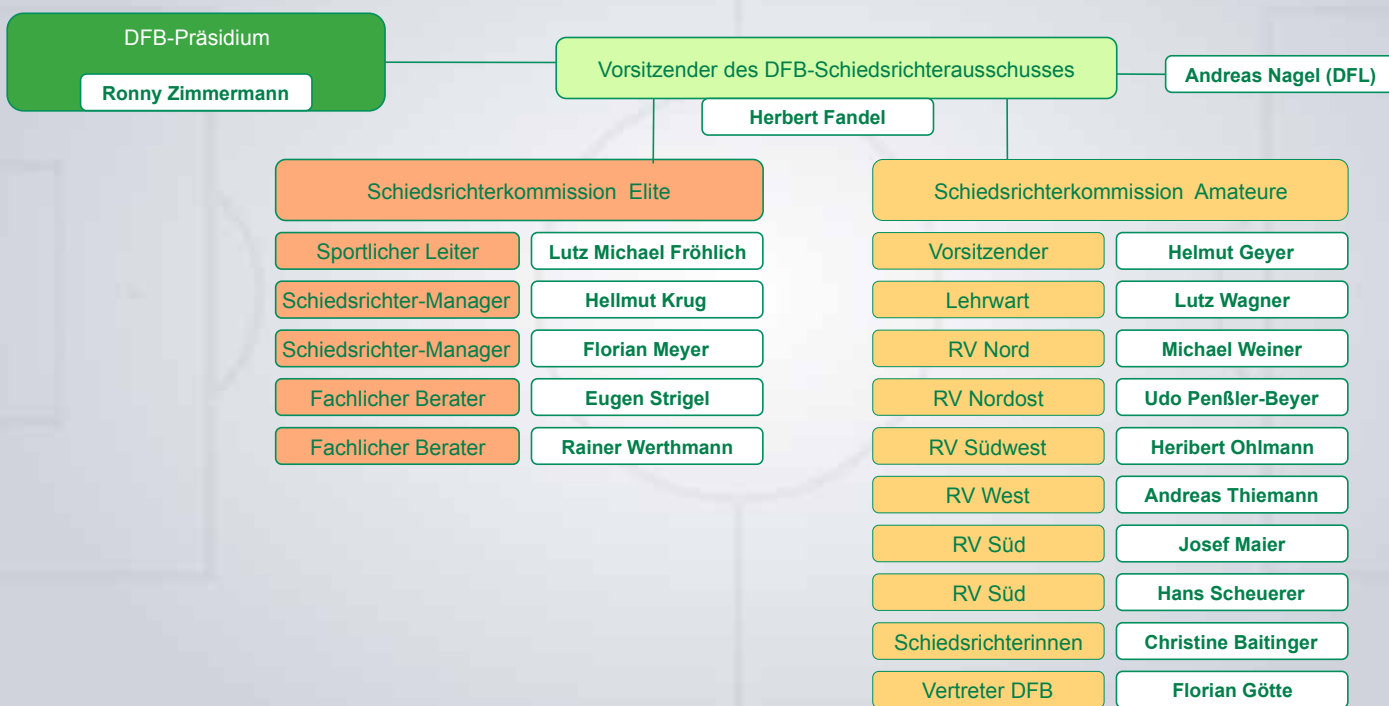 DFB-Präsidium
Ronny Zimmermann
Vorsitzender des DFB-Schiedsrichterausschusses
Andreas Nagel (DFL)
Herbert Fandel
Schiedsrichterkommission Elite
Sportlicher Leiter
Lutz Michael Fröhlich
Schiedsrichter-Manager
Hellmut Krug
Schiedsrichter-Manager
Florian Meyer
Fachlicher Berater
Eugen Strigel
Fachlicher Berater
Rainer Werthmann
Schiedsrichterkommission Amateure
Vorsitzender
Helmut Geyer
Lehrwart
Lutz Wagner
RV Nord
Michael Weiner
RV Nordost
Udo Penßler-Beyer
RV Südwest
Heribert Ohlmann
RV West
Andreas Thiemann
RV Süd
Josef Maier
RV Süd
Hans Scheuerer
Schiedsrichterinnen
Christine Baitinger
Vertreter DFB
Florian Götte